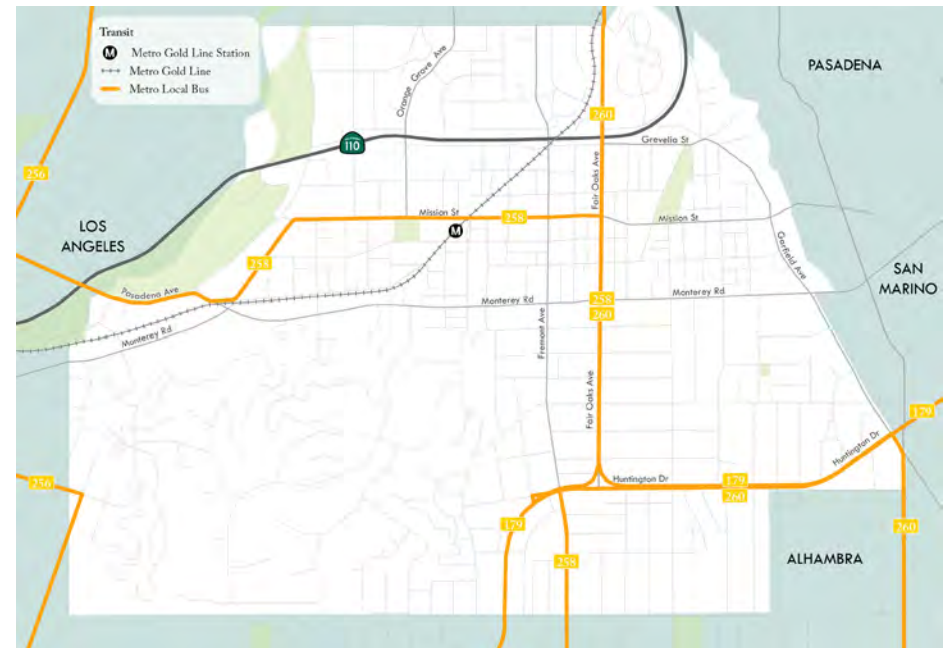 Transit
M Metro Gold Line Station
Metro Gold Line
Metro Local Bus
PASADENA
Orange Grove Ave
260
110
Grevelia St
256
Fair Oaks Ave
Mission St
258
Mission St
LOS
ANGELES
M
Garfield Ave
258
SAN
MARINO
Pasadena Ave
Monterey Rd
258
260
Monterey Rd
Monterey Rd
Fremont Ave
Fair Oaks Ave
179
Huntington Dr
256
Huntington Dr
179
260
179
260
258
ALHAMBRA